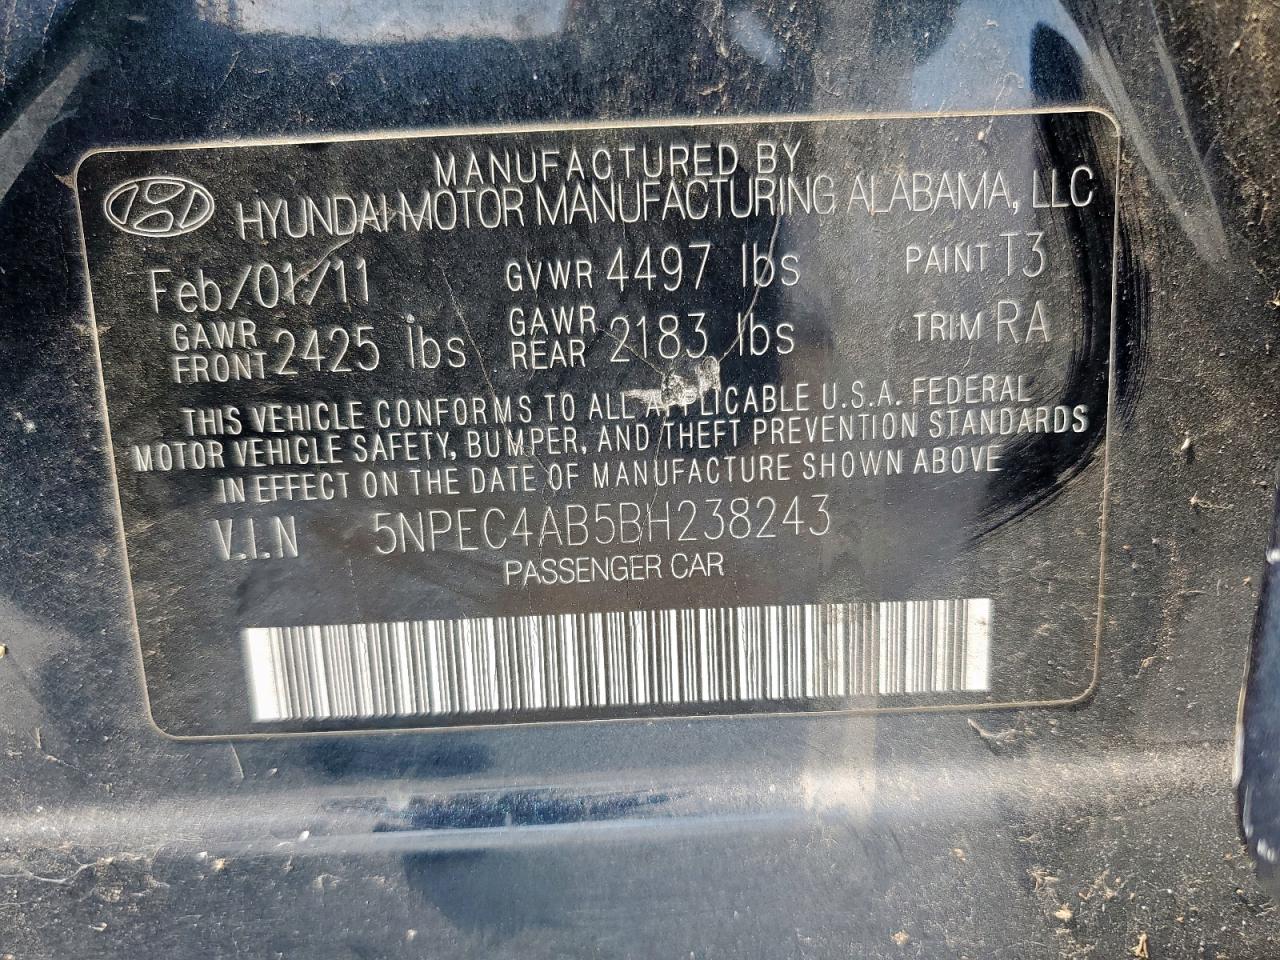 MANUFACTURED BY
HYUNDAI MOTOR MANUFACTURING ALABAMA, LLC
Feb/01/11 GVWR 4497 lbs PAINT T3
GAWR FRONT 2425 lbs GAWR REAR 2183 lbs TRIM RA
THIS VEHICLE CONFORMS TO ALL APPLICABLE U.S.A. FEDERAL
MOTOR VEHICLE SAFETY, BUMPER, AND THEFT PREVENTION STANDARDS
IN EFFECT ON THE DATE OF MANUFACTURE SHOWN ABOVE
V.I.N 5NPEC4AB5BH238243
PASSENGER CAR